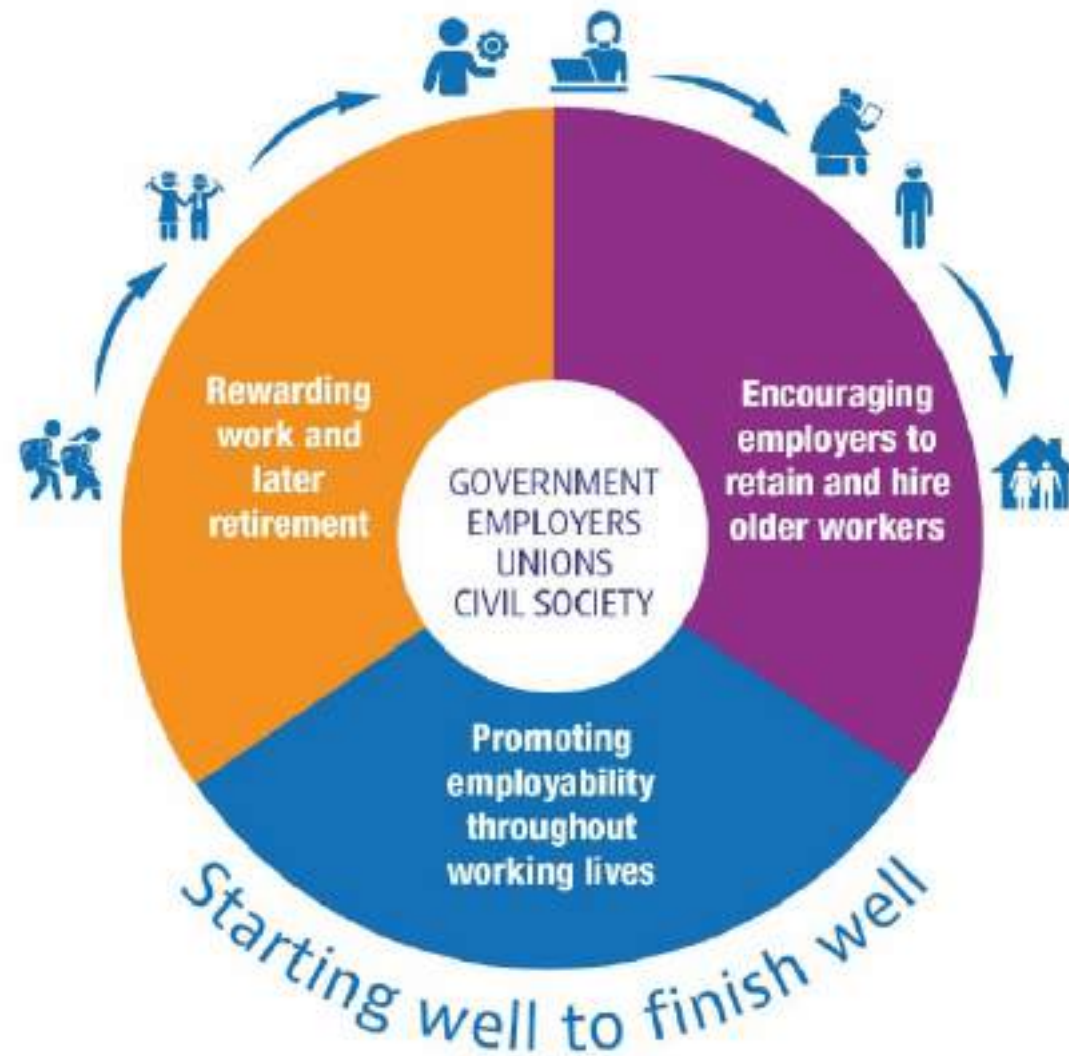 Rewarding
work and
later
retirement
Encouraging
employers to
retain and hire
older workers
GOVERNMENT
EMPLOYERS
UNIONS
CIVIL SOCIETY
Promoting
employability
throughout
working lives
Starting well to finish well